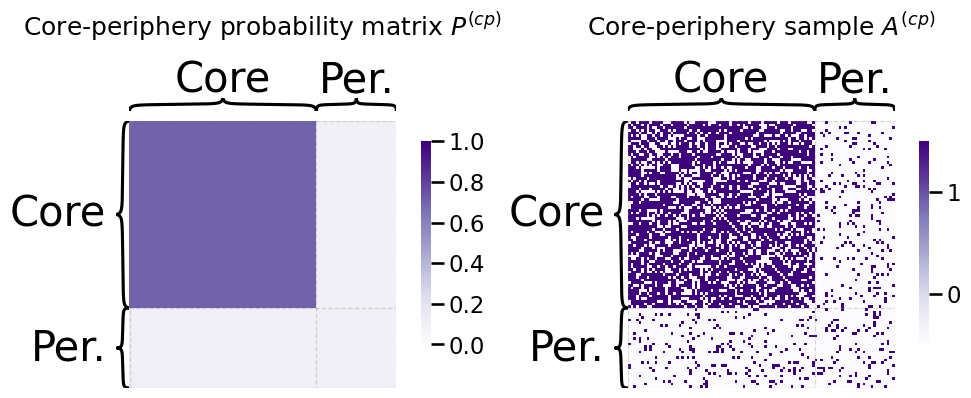 Core-periphery probability matrix $P^{(cp)}$
Core Per.
Core
Per.
1.0
0.8
0.6
0.4
0.2
0.0
Core-periphery sample $A^{(cp)}$
Core Per.
Core
Per.
1
0